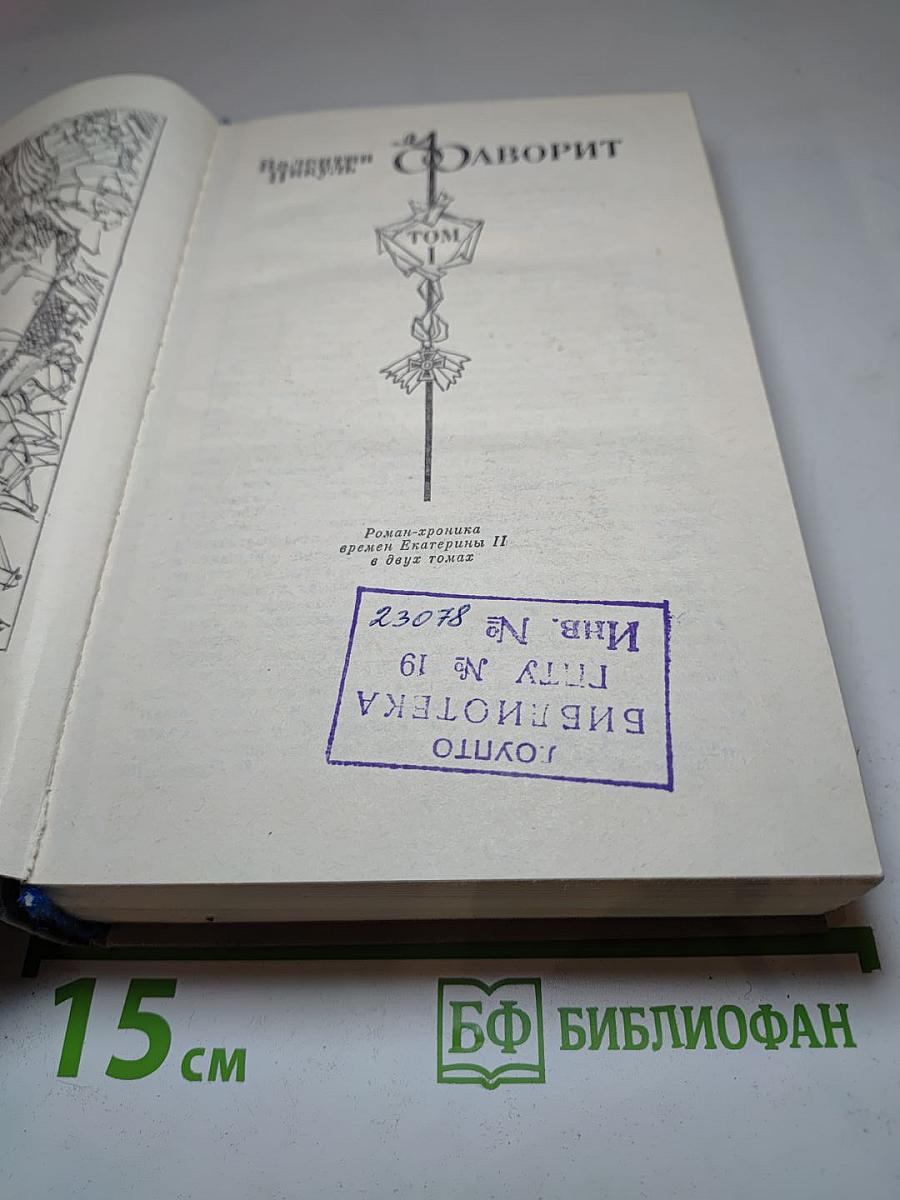 Валентин
Пикуль
ФАВОРИТ
ТОМ
I
Роман-хроника
времен Екатерины II
в двух томах
ЛОУПТО
БИБЛИОТЕКА
ГПТУ № 19
Инв. № 23078
15 см
БФ БИБЛИОФАН